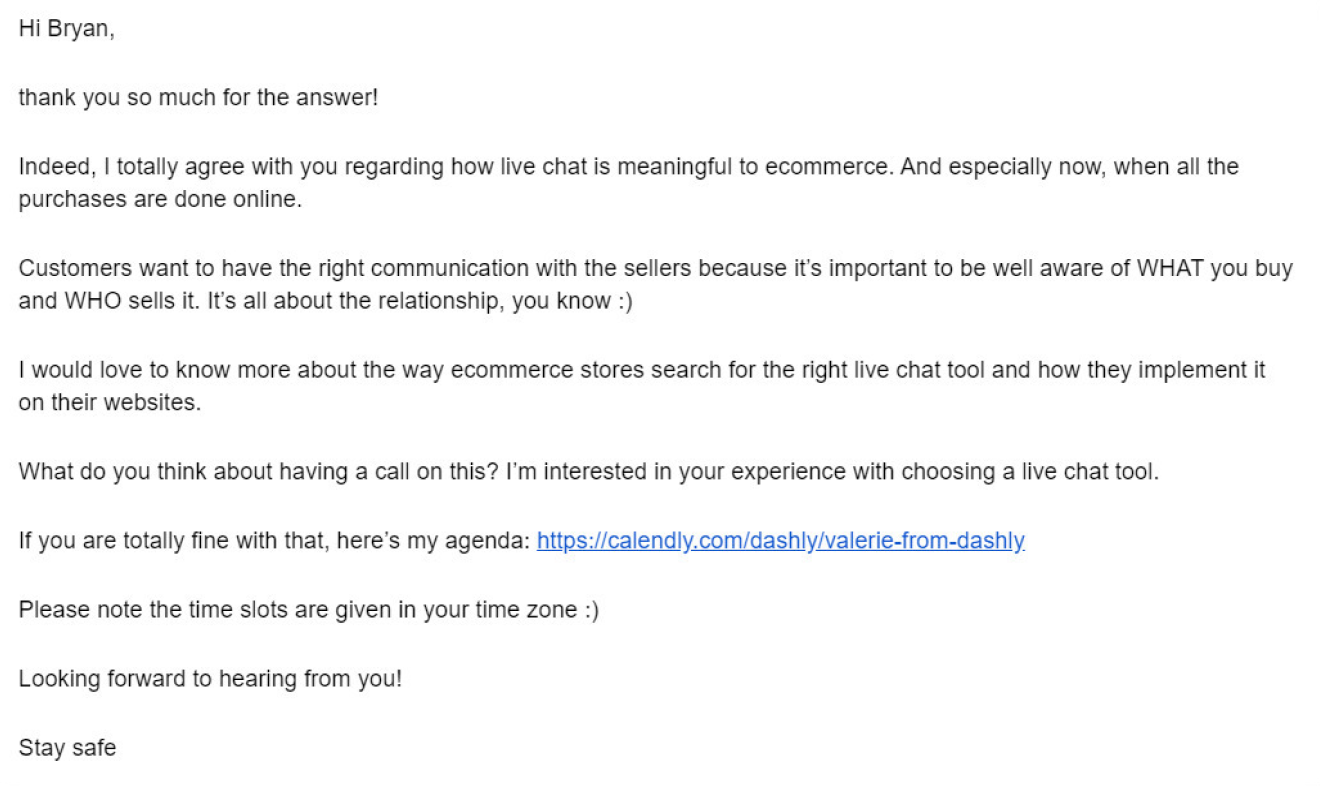 Hi Bryan,
thank you so much for the answer!
Indeed, I totally agree with you regarding how live chat is meaningful to ecommerce. And especially now, when all the
purchases are done online.
Customers want to have the right communication with the sellers because it’s important to be well aware of WHAT you buy
and WHO sells it. It’s all about the relationship, you know :)
I would love to know more about the way ecommerce stores search for the right live chat tool and how they implement it
on their websites.
What do you think about having a call on this? I’m interested in your experience with choosing a live chat tool.
If you are totally fine with that, here’s my agenda: https://calendly.com/dashly/valerie-from-dashly
Please note the time slots are given in your time zone :)
Looking forward to hearing from you!
Stay safe